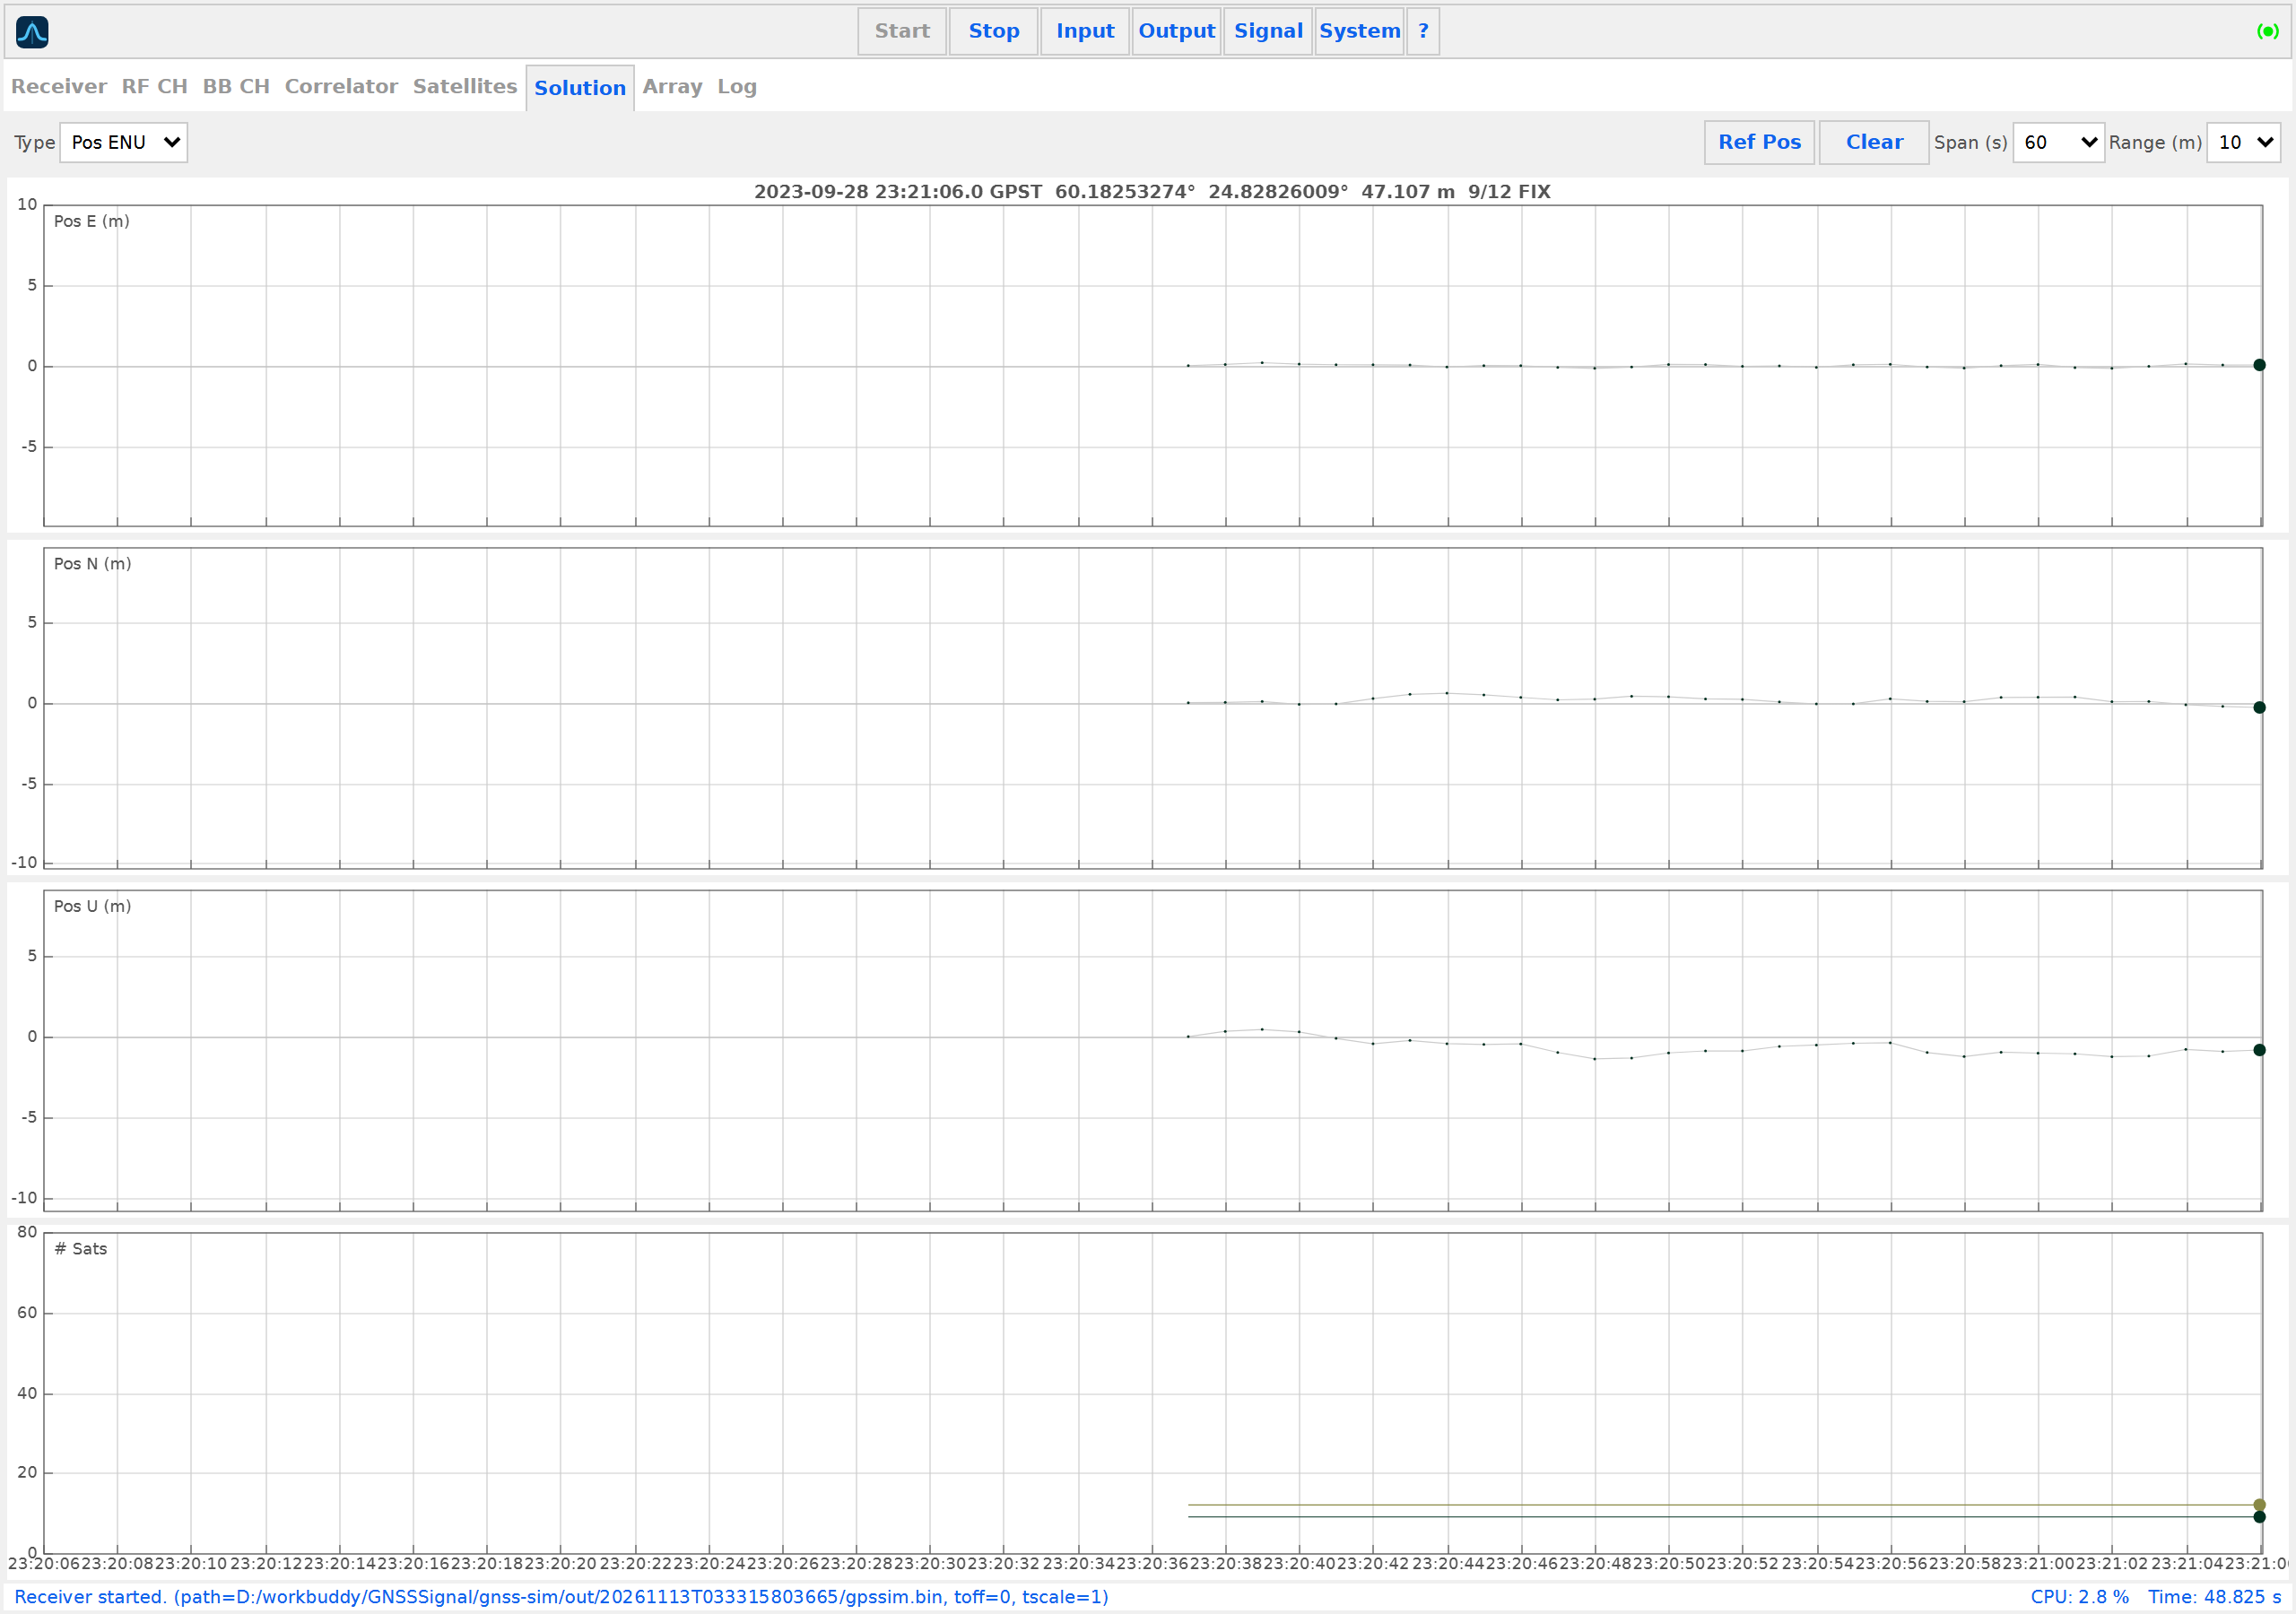 Start Stop Input Output Signal System ?
Receiver RF CH BB CH Correlator Satellites Solution Array Log
Type Pos ENU Ref Pos Clear Span (s) 60 Range (m) 10
2023-09-28 23:21:06.0 GPST 60.18253274° 24.82826009° 47.107 m 9/12 FIX
10
Pos E (m)
5
0
-5
Pos N (m)
5
0
-5
-10
Pos U (m)
5
0
-5
-10
80
# Sats
60
40
20
0
23:20:06 23:20:08 23:20:10 23:20:12 23:20:14 23:20:16 23:20:18 23:20:20 23:20:22 23:20:24 23:20:26 23:20:28 23:20:30 23:20:32 23:20:34 23:20:36 23:20:38 23:20:40 23:20:42 23:20:44 23:20:46 23:20:48 23:20:50 23:20:52 23:20:54 23:20:56 23:20:58 23:21:00 23:21:02 23:21:04 23:21:0
Receiver started. (path=D:/workbuddy/GNSSSignal/gnss-sim/out/20261113T033315803665/gpssim.bin, toff=0, tscale=1) CPU: 2.8 % Time: 48.825 s